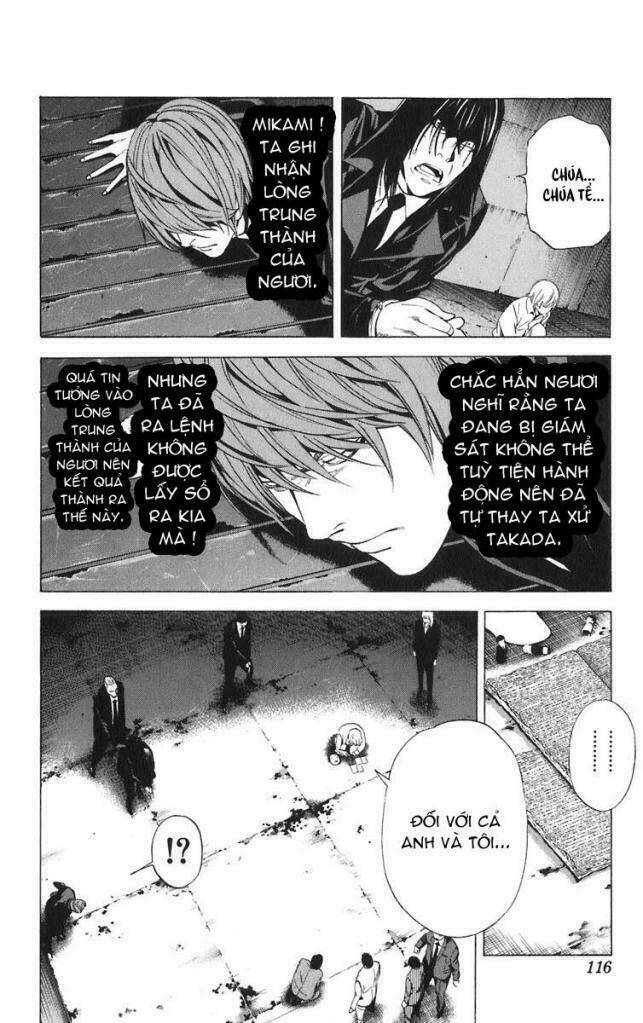 CHÚA...
CHÚA TỂ...
MIKAMI !
TA GHI
NHẬN
LÒNG
TRUNG
THÀNH
CỦA
NGƯƠI.
CHẮC HẲN NGƯƠI
NGHĨ RẰNG TA
ĐANG BỊ GIÁM
SÁT KHÔNG THỂ
TUỲ TIỆN HÀNH
ĐỘNG NÊN ĐÃ
TỰ THAY TA XỬ
TAKADA.
NHƯNG
TA ĐÃ
RA LỆNH
KHÔNG
ĐƯỢC
LẤY SỔ
RA KIA
MÀ !
QUÁ TIN
TƯỞNG VÀO
LÒNG
TRUNG
THÀNH CỦA
NGƯƠI NÊN
KẾT QUẢ
THÀNH RA
THẾ NÀY.
........
ĐỐI VỚI CẢ
ANH VÀ TÔI...
!?
116